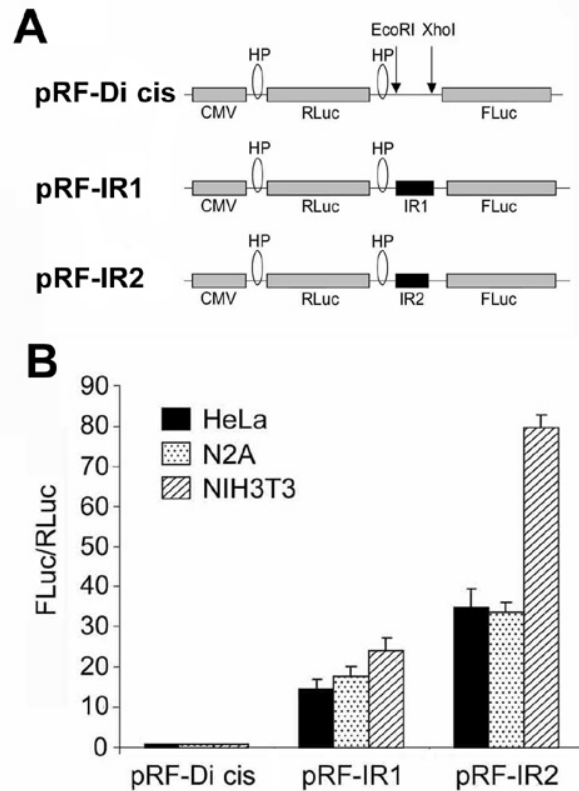 A
EcoRI XhoI
HP HP
pRF-Di cis
CMV RLuc FLuc
HP HP
pRF-IR1
CMV RLuc IR1 FLuc
HP HP
pRF-IR2
CMV RLuc IR2 FLuc
B
90
80
70
60
50
40
30
20
10
0
FLuc/RLuc
HeLa
N2A
NIH3T3
pRF-Di cis pRF-IR1 pRF-IR2